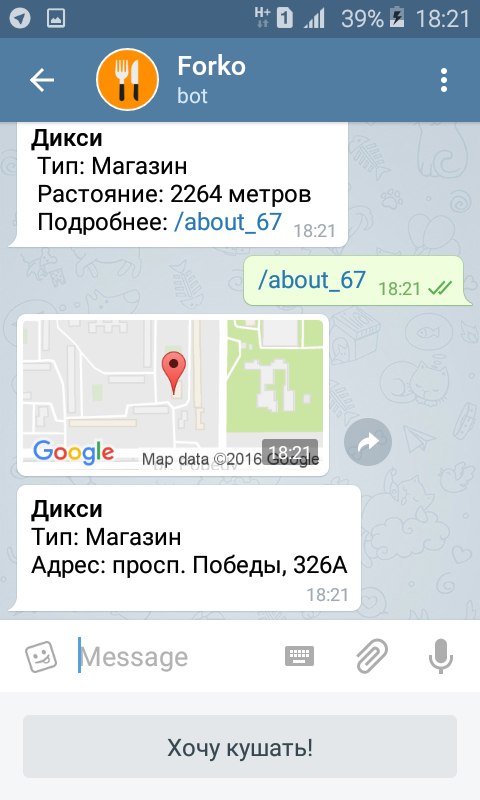 H+ 1 39% 18:21
Forko
bot
Дикси
Тип: Магазин
Растояние: 2264 метров
Подробнее: /about_67 18:21
/about_67 18:21
Google
Map data ©2016 Google
18:21
Дикси
Тип: Магазин
Адрес: просп. Победы, 326А
18:21
Message
Хочу кушать!